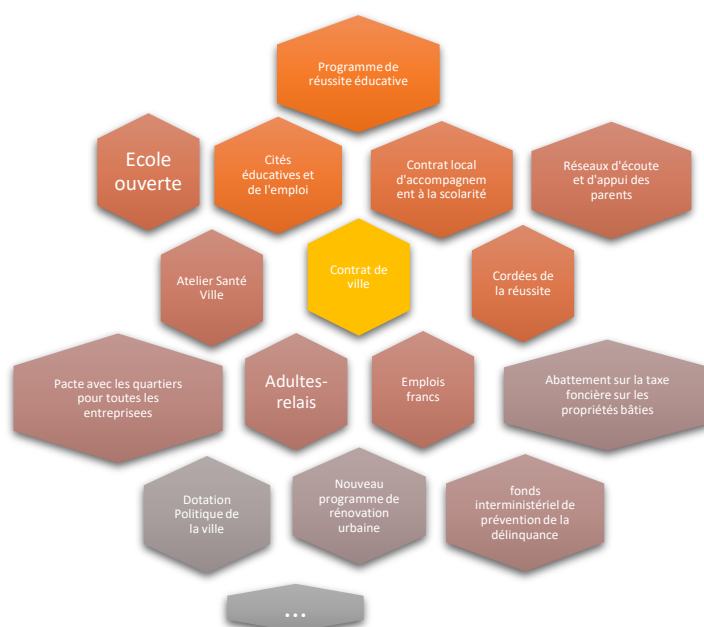 Programme de
réussite éducative
Ecole
ouverte
Cités
éducatives et
de l'emploi
Contrat local
d'accompagnem
ent à la scolarité
Réseaux d'écoute
et d'appui des
parents
Atelier Santé
Ville
Contrat de
ville
Cordées de
la réussite
Pacte avec les quartiers
pour toutes les
entreprisees
Adultes-
relais
Emplois
francs
Abattement sur la taxe
foncière sur les
propriétés bâties
Dotation
Politique de
la ville
Nouveau
programme de
rénovation
urbaine
fonds
interministériel de
prévention de la
délinquance
...